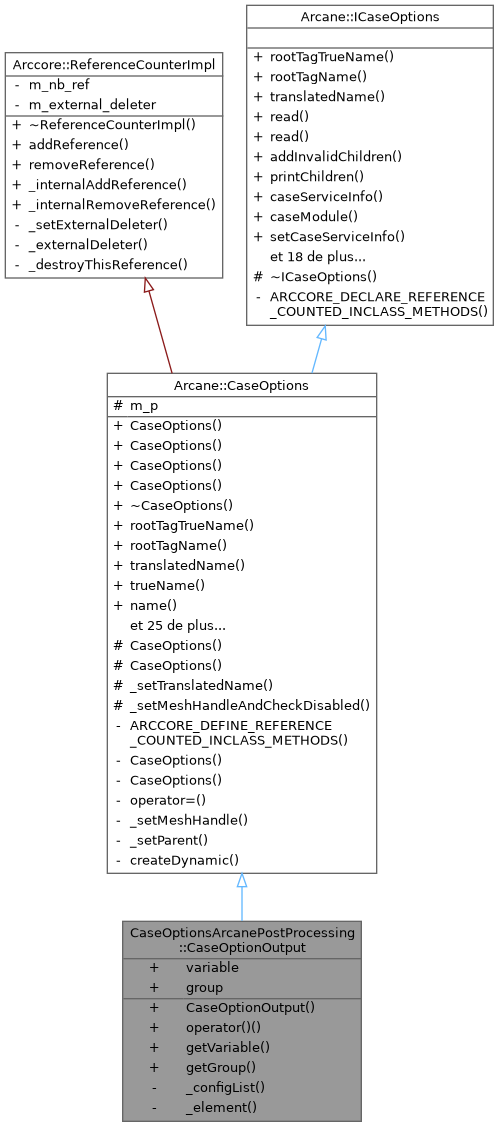 Arcane::ICaseOptions
+ rootTagTrueName()
+ rootTagName()
+ translatedName()
+ read()
+ read()
+ addInvalidChildren()
+ printChildren()
+ caseServiceInfo()
+ caseModule()
+ setCaseServiceInfo()
et 18 de plus...
# ~ICaseOptions()
- ARCCORE_DECLARE_REFERENCE
_COUNTED_INCLASS_METHODS()
Arccore::ReferenceCounterImpl
- m_nb_ref
- m_external_deleter
+ ~ReferenceCounterImpl()
+ addReference()
+ removeReference()
+ _internalAddReference()
+ _internalRemoveReference()
- _setExternalDeleter()
- _externalDeleter()
- _destroyThisReference()
Arcane::CaseOptions
# m_p
+ CaseOptions()
+ CaseOptions()
+ CaseOptions()
+ CaseOptions()
+ ~CaseOptions()
+ rootTagTrueName()
+ rootTagName()
+ translatedName()
+ trueName()
+ name()
et 25 de plus...
# CaseOptions()
# CaseOptions()
# _setTranslatedName()
# _setMeshHandleAndCheckDisabled()
- ARCCORE_DEFINE_REFERENCE
_COUNTED_INCLASS_METHODS()
- CaseOptions()
- CaseOptions()
- operator=()
- _setMeshHandle()
- _setParent()
- createDynamic()
CaseOptionsArcanePostProcessing
::CaseOptionOutput
+ variable
+ group
+ CaseOptionOutput()
+ operator()()
+ getVariable()
+ getGroup()
- _configList()
- _element()